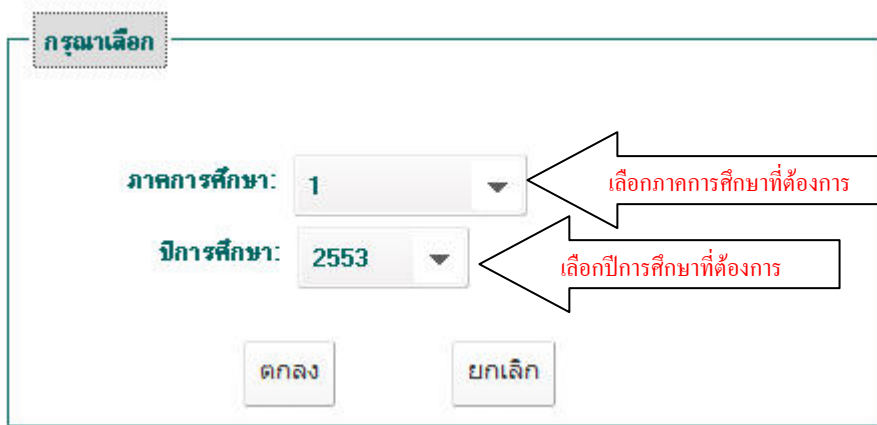 กรุณาเลือก
ภาคการศึกษา: 1 เลือกภาคการศึกษาที่ต้องการ
ปีการศึกษา: 2553 เลือกปีการศึกษาที่ต้องการ
ตกลง ยกเลิก